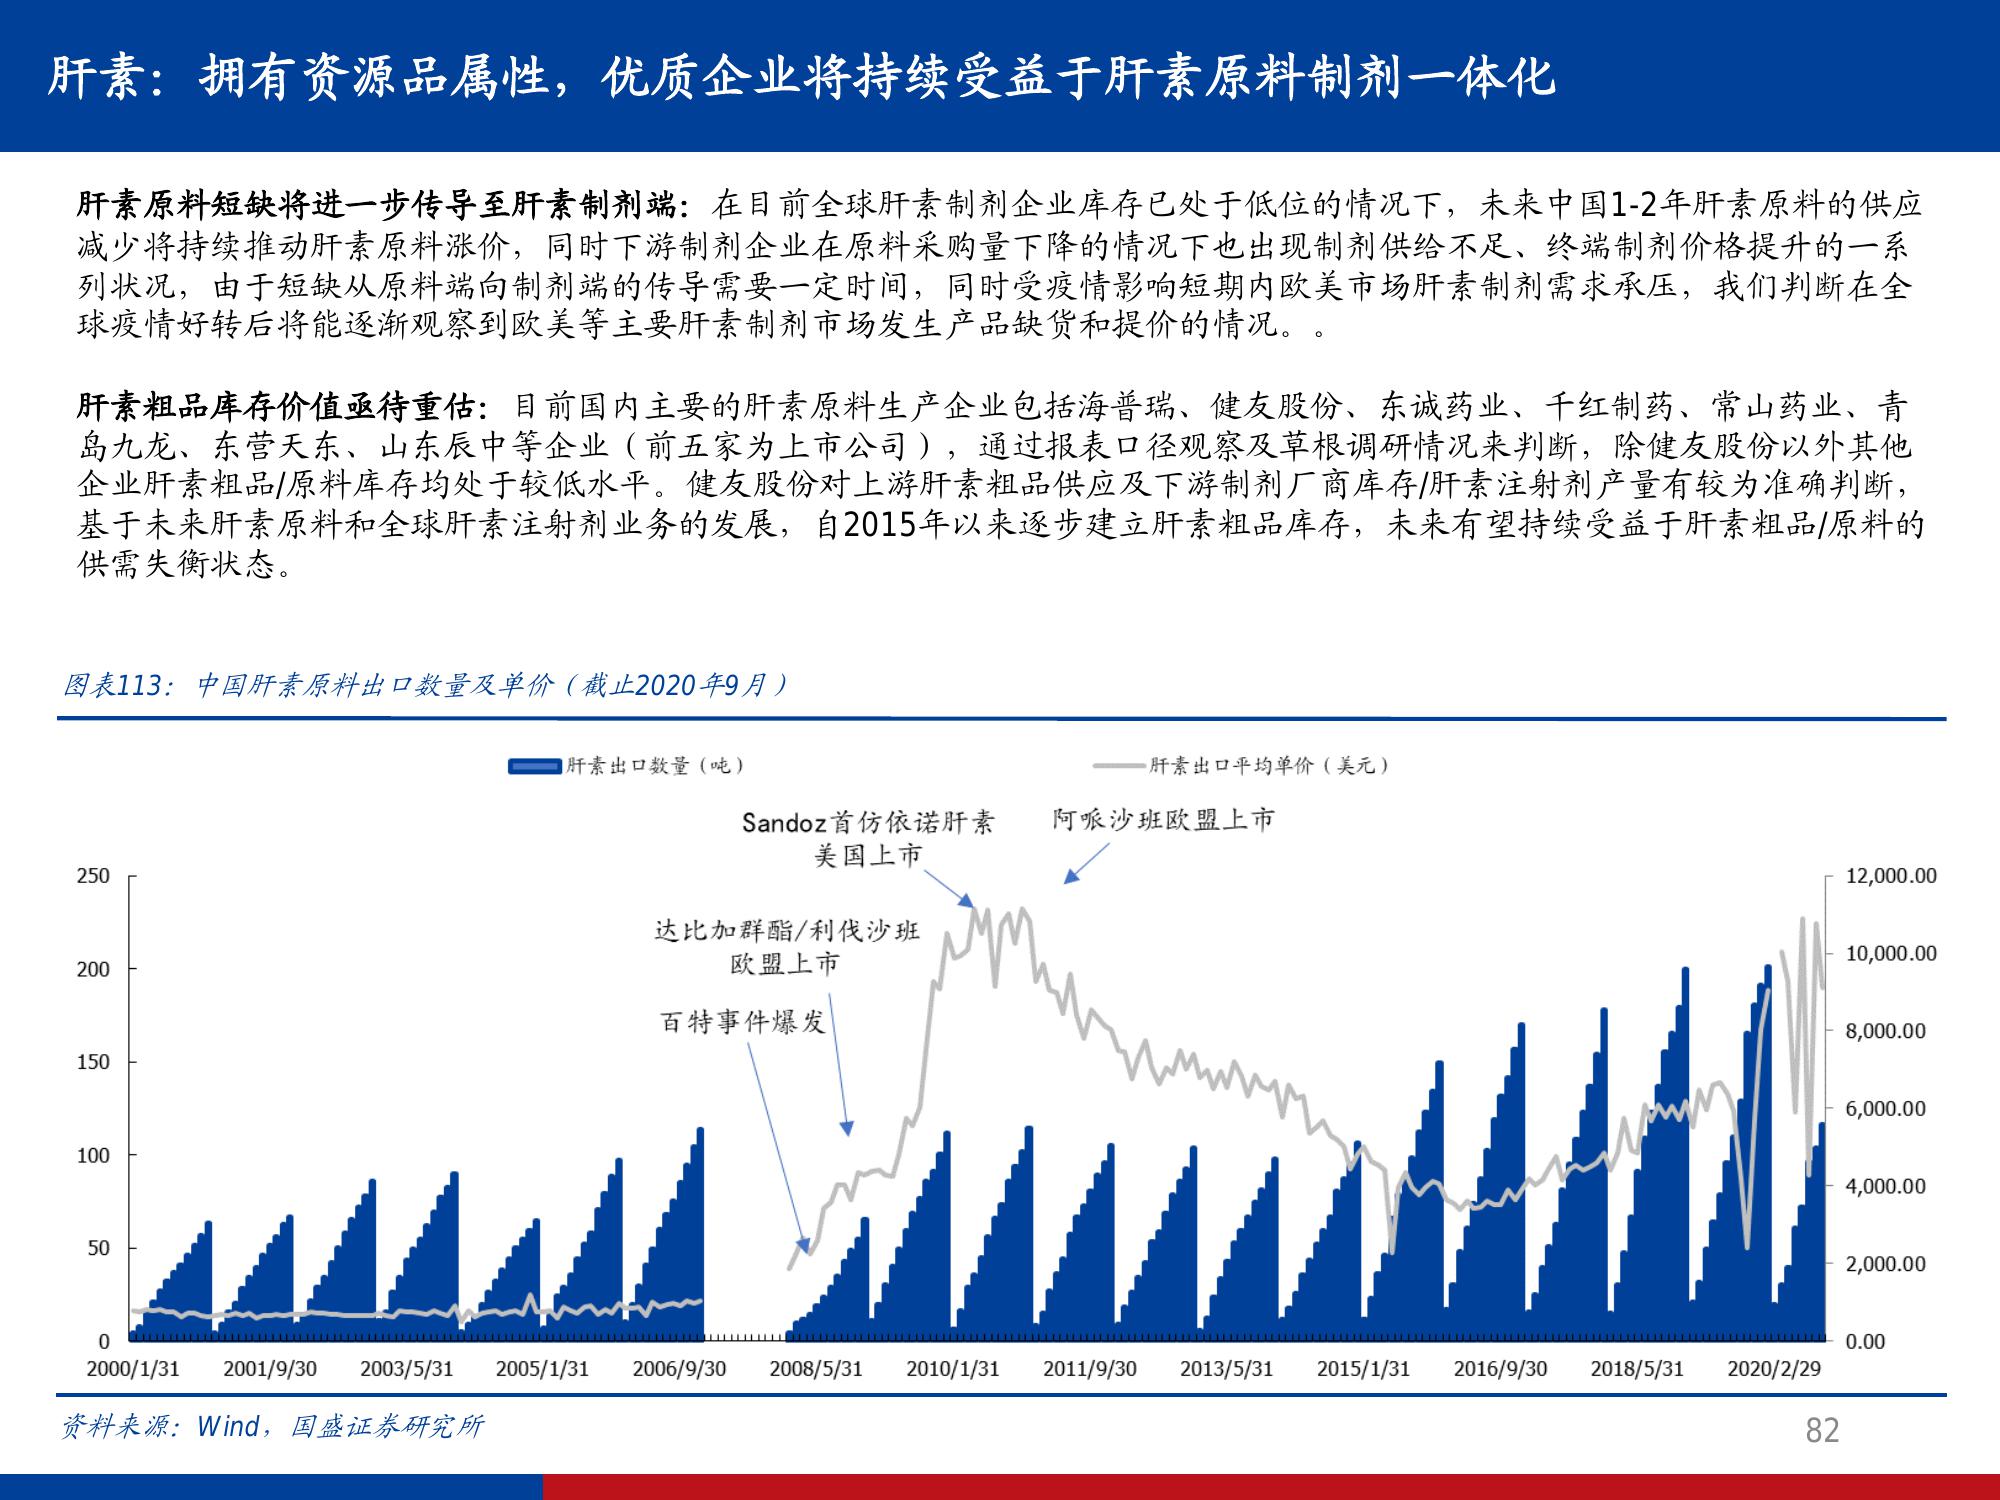 肝素：拥有资源品属性，优质企业将持续受益于肝素原料制剂一体化
肝素原料短缺将进一步传导至肝素制剂端：在目前全球肝素制剂企业库存已处于低位的情况下，未来中国1-2年肝素原料的供应
减少将持续推动肝素原料涨价，同时下游制剂企业在原料采购量下降的情况下也出现制剂供给不足、终端制剂价格提升的一系
列状况，由于短缺从原料端向制剂端的传导需要一定时间，同时受疫情影响短期内欧美市场肝素制剂需求承压，我们判断在全
球疫情好转后将能逐渐观察到欧美等主要肝素制剂市场发生产品缺货和提价的情况。。
肝素粗品库存价值亟待重估：目前国内主要的肝素原料生产企业包括海普瑞、健友股份、东诚药业、千红制药、常山药业、青
岛九龙、东营天东、山东辰中等企业（前五家为上市公司），通过报表口径观察及草根调研情况来判断，除健友股份以外其他
企业肝素粗品/原料库存均处于较低水平。健友股份对上游肝素粗品供应及下游制剂厂商库存/肝素注射剂产量有较为准确判断，
基于未来肝素原料和全球肝素注射剂业务的发展，自2015年以来逐步建立肝素粗品库存，未来有望持续受益于肝素粗品/原料的
供需失衡状态。
图表113：中国肝素原料出口数量及单价（截止2020年9月）
肝素出口数量（吨）
肝素出口平均单价（美元）
Sandoz首仿依诺肝素
美国上市
阿哌沙班欧盟上市
达比加群酯/利伐沙班
欧盟上市
百特事件爆发
250
200
150
100
50
0
12,000.00
10,000.00
8,000.00
6,000.00
4,000.00
2,000.00
0.00
2000/1/31 2001/9/30 2003/5/31 2005/1/31 2006/9/30 2008/5/31 2010/1/31 2011/9/30 2013/5/31 2015/1/31 2016/9/30 2018/5/31 2020/2/29
资料来源：Wind，国盛证券研究所
82